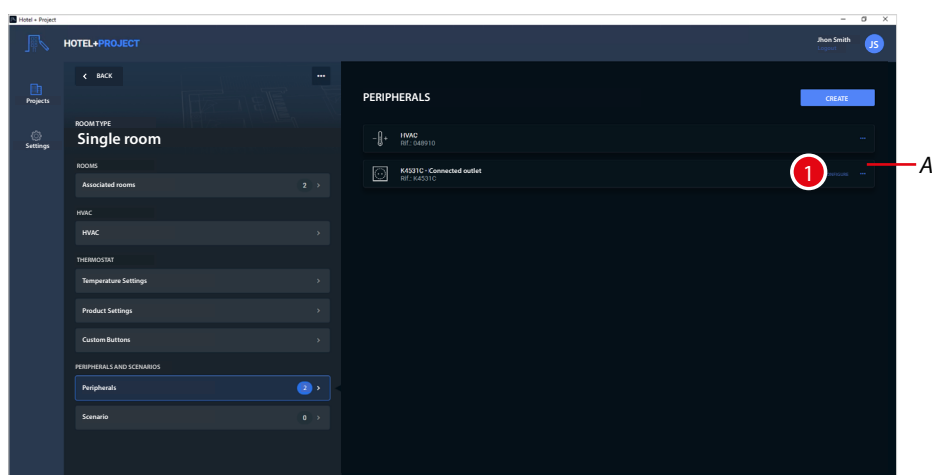 Hotel + Project
HOTEL+PROJECT
Jhon Smith
Logout
JS
Projects
Settings
BACK
ROOM TYPE
Single room
ROOMS
Associated rooms 2
HVAC
HVAC
THERMOSTAT
Temperature Settings
Product Settings
Custom Buttons
PERIPHERALS AND SCENARIOS
Peripherals 2
Scenario 0
PERIPHERALS
CREATE
HVAC
Rif.: 048910
K4531C - Connected outlet
Rif.: K4531C
1
A